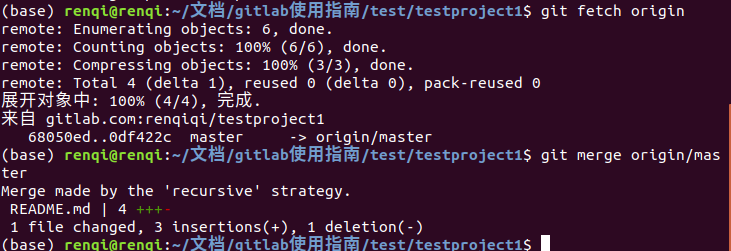 (base) renqi@renqi:~/文档/gitlab使用指南/test/testproject1$ git fetch origin
remote: Enumerating objects: 6, done.
remote: Counting objects: 100% (6/6), done.
remote: Compressing objects: 100% (3/3), done.
remote: Total 4 (delta 1), reused 0 (delta 0), pack-reused 0
展开对象中: 100% (4/4), 完成.
来自 gitlab.com:renqiqi/testproject1
   68050ed..0df422c  master     -> origin/master
(base) renqi@renqi:~/文档/gitlab使用指南/test/testproject1$ git merge origin/mas
ter
Merge made by the 'recursive' strategy.
 README.md | 4 +++-
 1 file changed, 3 insertions(+), 1 deletion(-)
(base) renqi@renqi:~/文档/gitlab使用指南/test/testproject1$